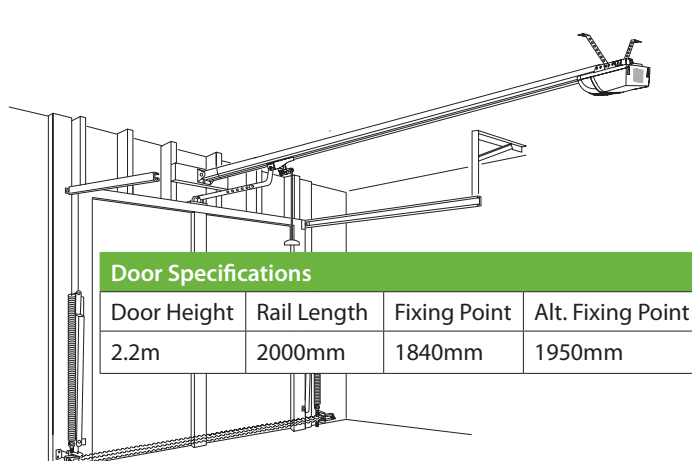 Door Specifications
Door Height Rail Length Fixing Point Alt. Fixing Point
2.2m 2000mm 1840mm 1950mm